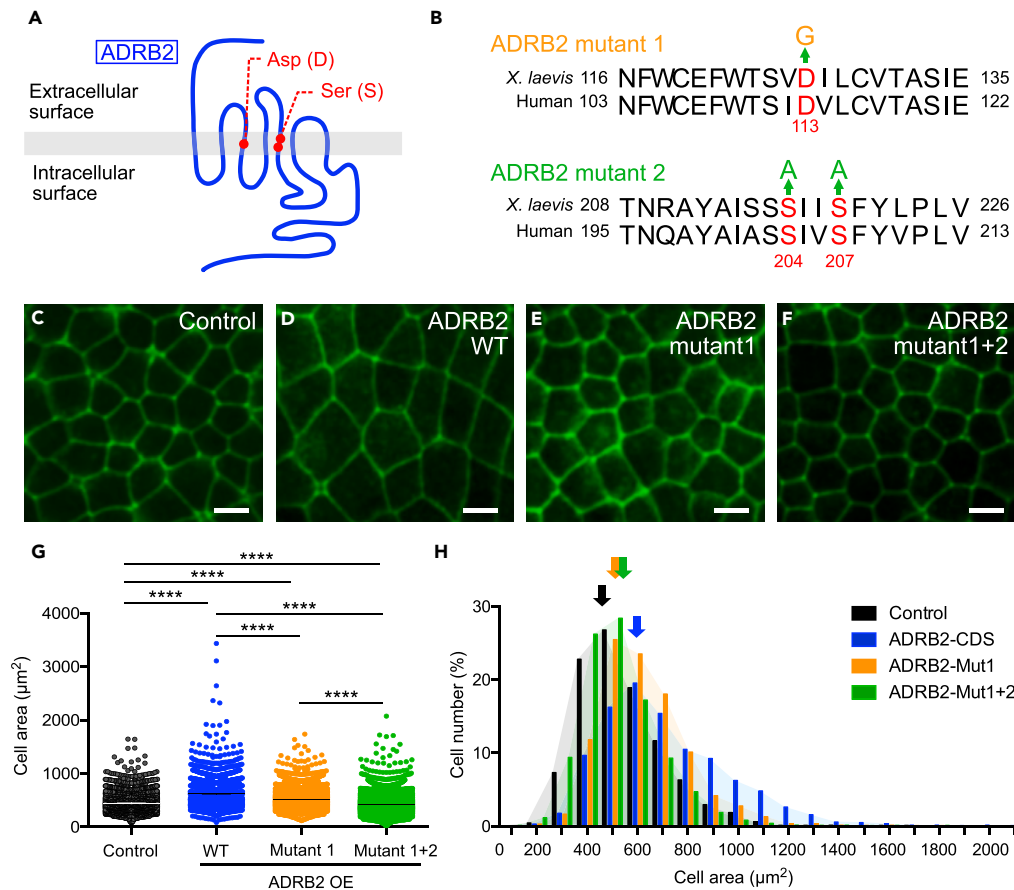 A
ADRB2
Asp (D)
Ser (S)
Extracellular
surface
Intracellular
surface
B
ADRB2 mutant 1
G
X. laevis 116 NFWCEFWTSVDILCVTASIE 135
Human 103 NFWCEFWTSIDVLCVTASIE 122
113
ADRB2 mutant 2
A A
X. laevis 208 TNRAYAISSSIISFYLPLV 226
Human 195 TNQAYAIASSIVSFYVPLV 213
204 207
C
Control
D
ADRB2
WT
E
ADRB2
mutant1
F
ADRB2
mutant1+2
G
****
****
**** ****
****
****
Cell area (µm²)
4000
3000
2000
1000
0
Control WT Mutant 1 Mutant 1+2
ADRB2 OE
H
Control
ADRB2-CDS
ADRB2-Mut1
ADRB2-Mut1+2
Cell number (%)
30
20
10
0
0 200 400 600 800 1000 1200 1400 1600 1800 2000
Cell area (µm²)